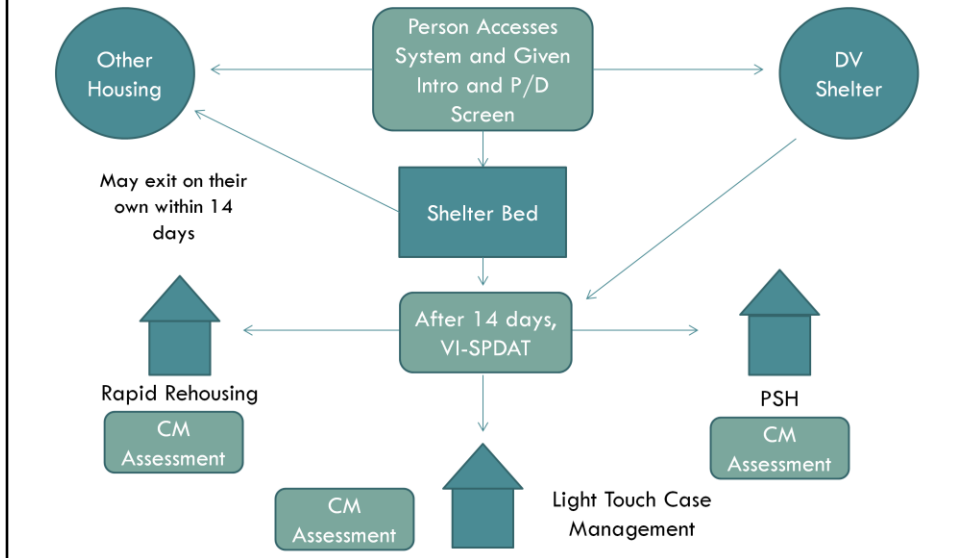 Other
Housing
Person Accesses
System and Given
Intro and P/D
Screen
DV
Shelter
May exit on their
own within 14
days
Shelter Bed
After 14 days,
VI-SPDAT
Rapid Rehousing
CM
Assessment
PSH
CM
Assessment
CM
Assessment
Light Touch Case
Management